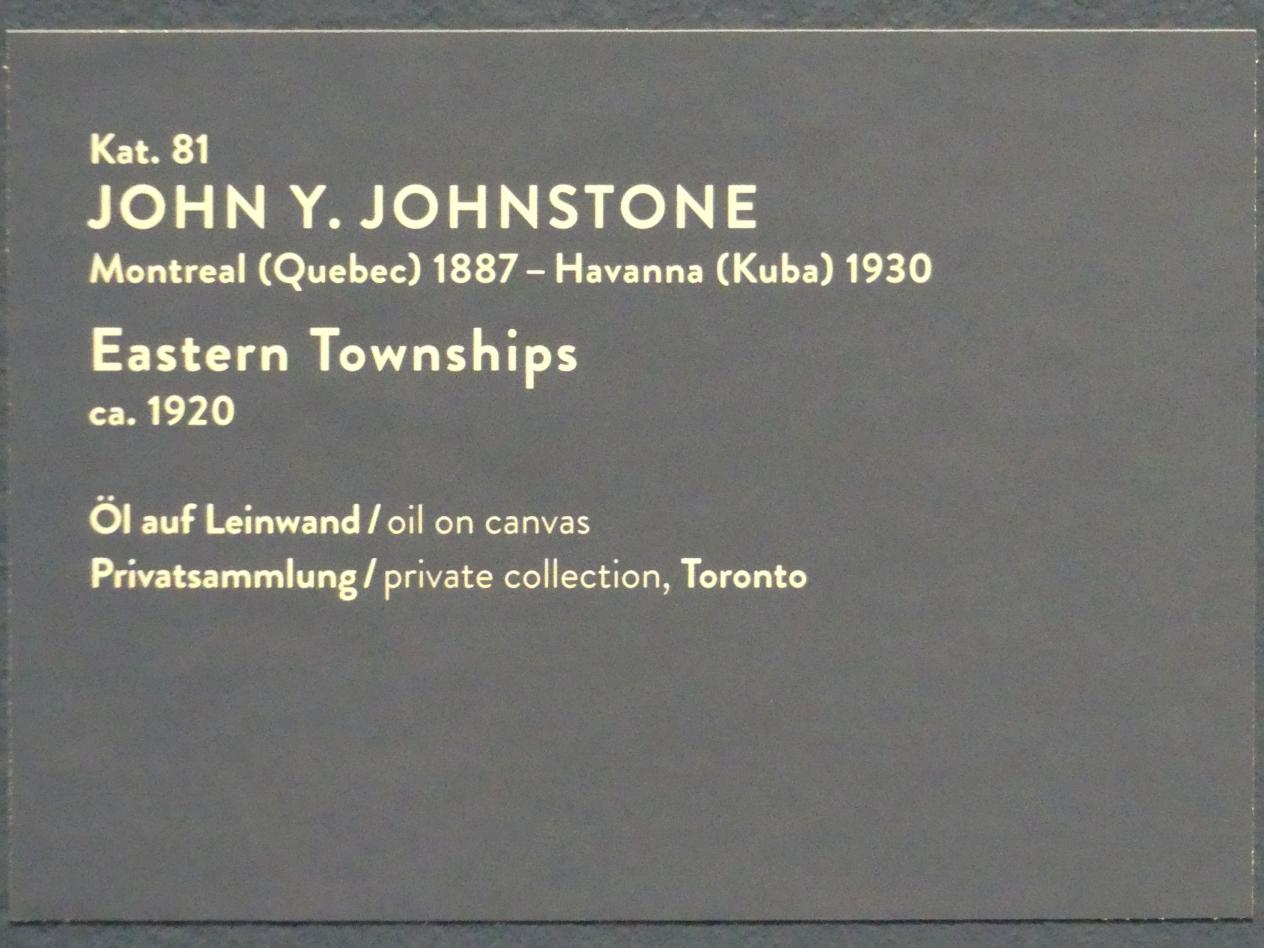 Kat. 81
JOHN Y. JOHNSTONE
Montreal (Quebec) 1887 – Havanna (Kuba) 1930
Eastern Townships
ca. 1920
Öl auf Leinwand / oil on canvas
Privatsammlung / private collection, Toronto